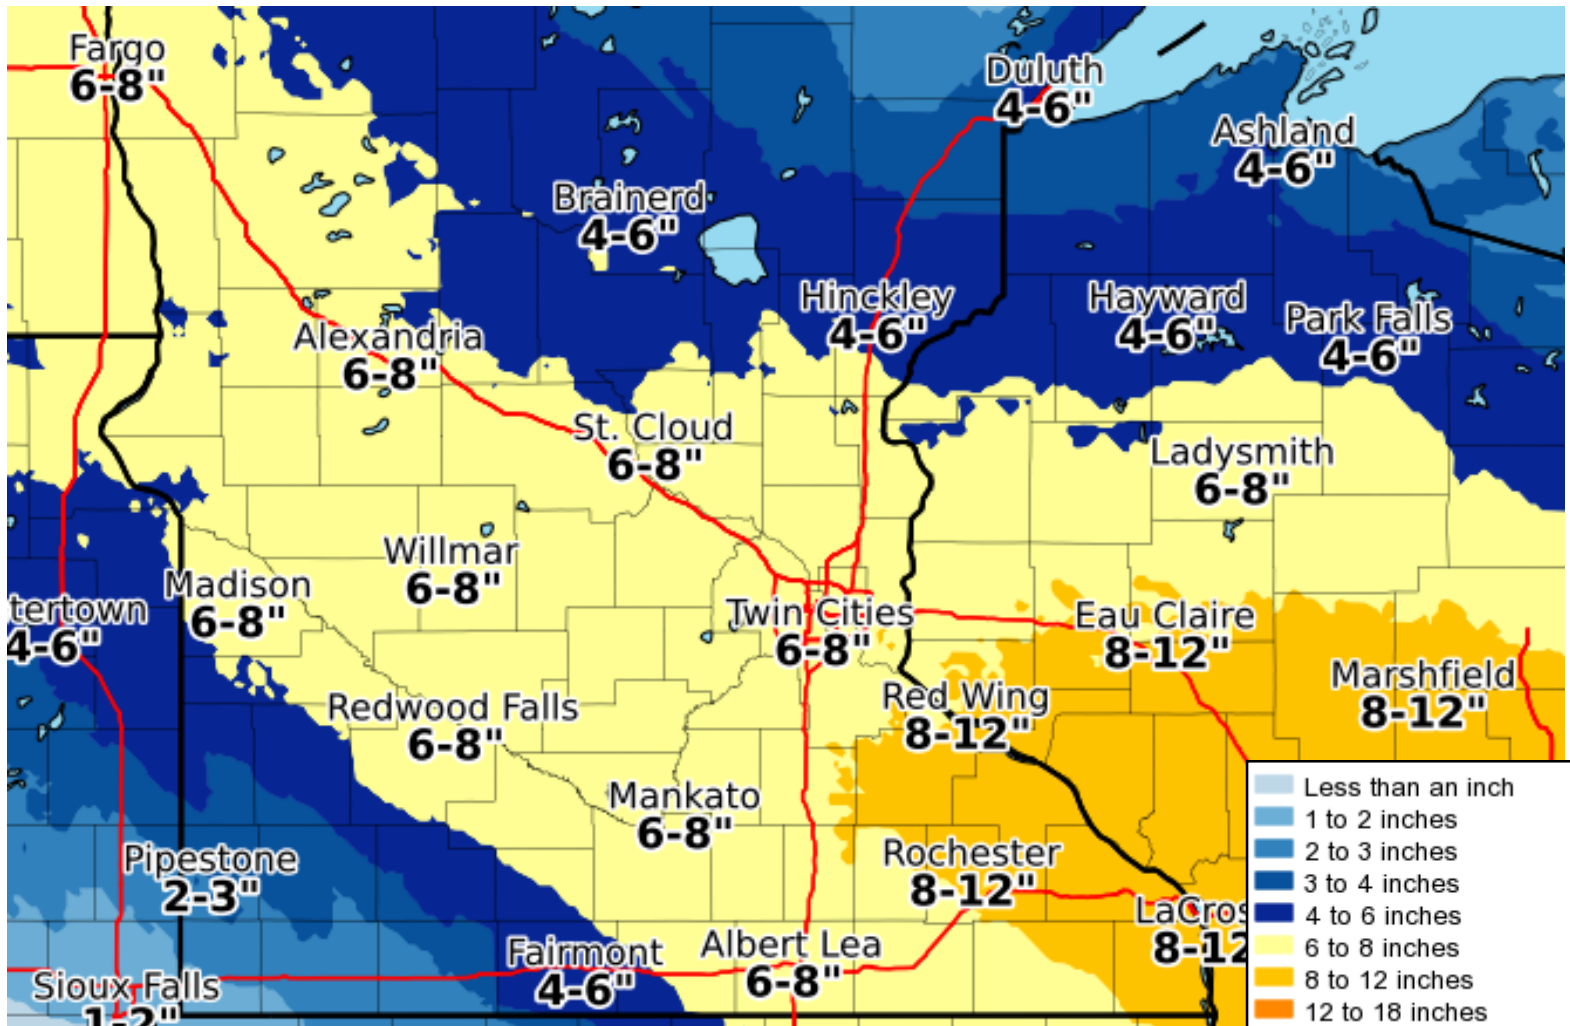 Fargo
6-8"
Duluth
4-6"
Ashland
4-6"
Brainerd
4-6"
Hinckley
4-6"
Hayward
4-6"
Park Falls
4-6"
Alexandria
6-8"
St. Cloud
6-8"
Ladysmith
6-8"
Willmar
6-8"
Madison
6-8"
tertown
4-6"
Twin Cities
6-8"
Eau Claire
8-12"
Marshfield
8-12"
Red Wing
8-12"
Redwood Falls
6-8"
Mankato
6-8"
Rochester
8-12"
Pipestone
2-3"
LaCros
8-12
Albert Lea
6-8"
Fairmont
4-6"
Sioux Falls
1-2"
Less than an inch
1 to 2 inches
2 to 3 inches
3 to 4 inches
4 to 6 inches
6 to 8 inches
8 to 12 inches
12 to 18 inches